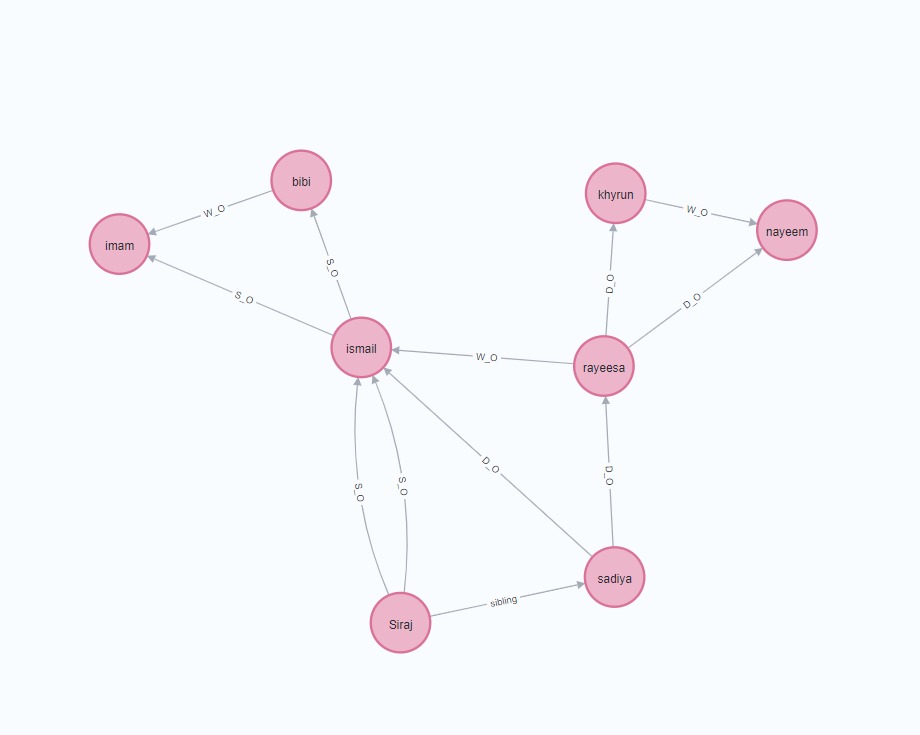 bibi
khyrun
W_O
W_O
nayeem
imam
S_O
D_O
S_O
D_O
ismail
W_O
rayeesa
D_O
D_O
S_O
S_O
sadiya
sibling
Siraj